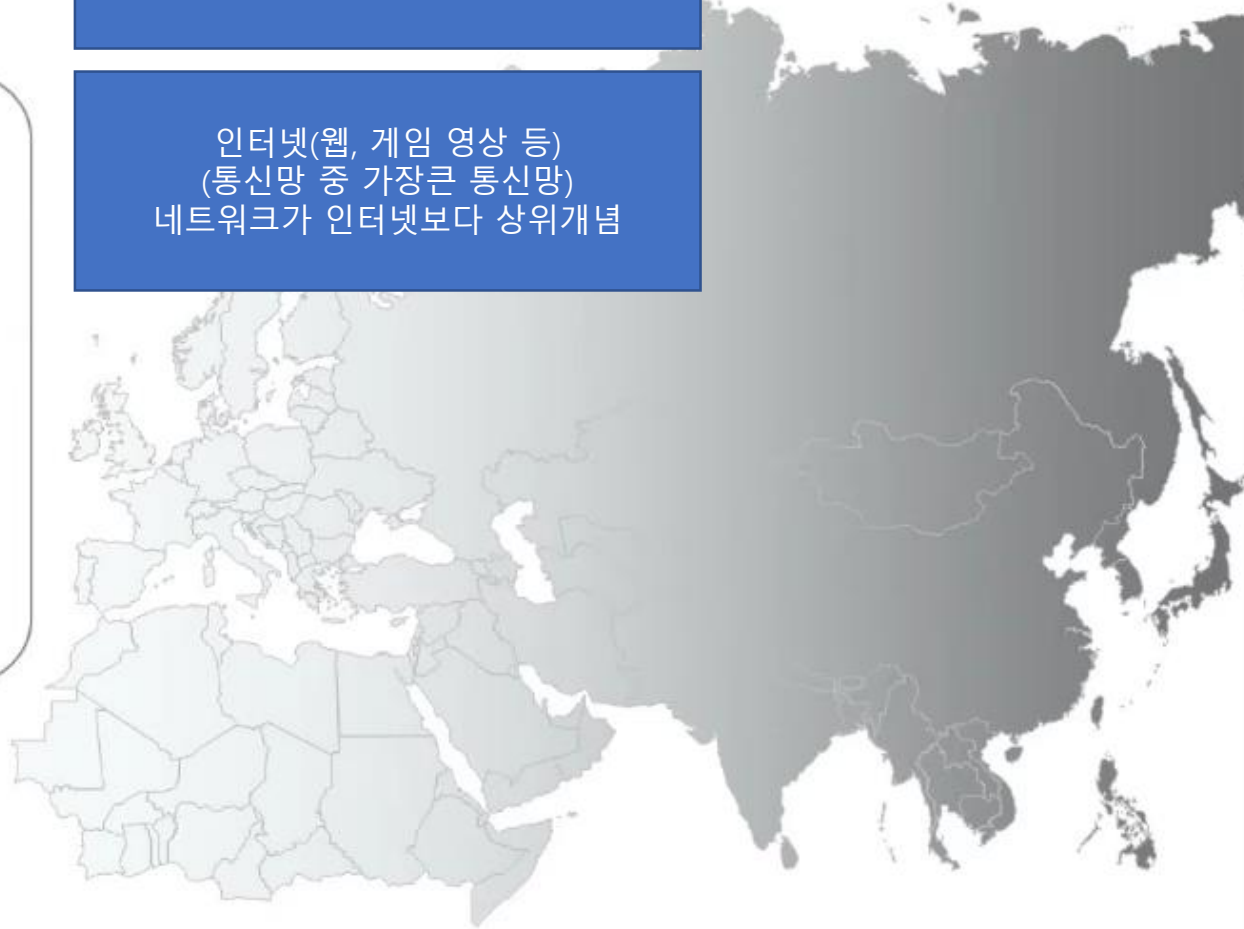 인터넷(웹, 게임 영상 등)
(통신망 중 가장큰 통신망)
네트워크가 인터넷보다 상위개념